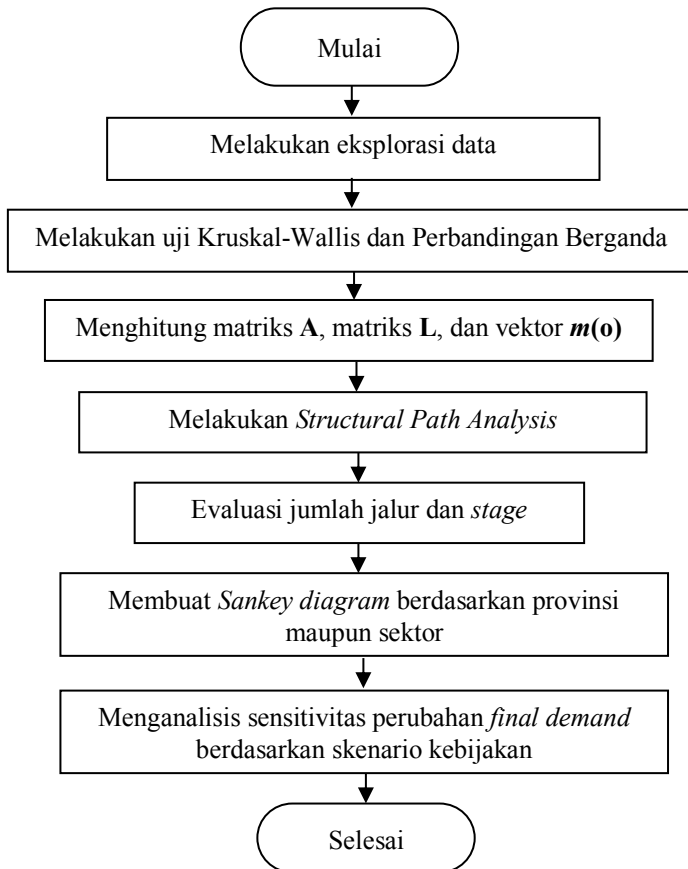 Mulai
Melakukan eksplorasi data
Melakukan uji Kruskal-Wallis dan Perbandingan Berganda
Menghitung matriks A, matriks L, dan vektor m(o)
Melakukan Structural Path Analysis
Evaluasi jumlah jalur dan stage
Membuat Sankey diagram berdasarkan provinsi
maupun sektor
Menganalisis sensitivitas perubahan final demand
berdasarkan skenario kebijakan
Selesai